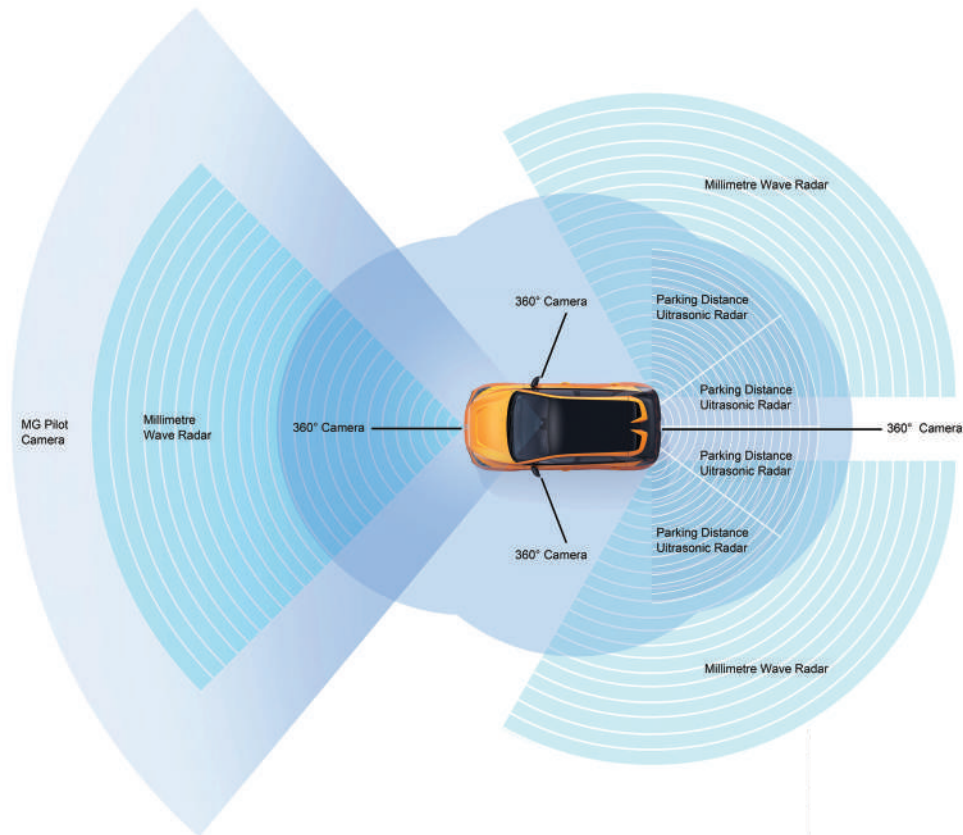 Millimetre Wave Radar
360° Camera
Parking Distance
Uitrasonic Radar
Parking Distance
Uitrasonic Radar
MG Pilot
Camera
Millimetre
Wave Radar
360° Camera
360° Camera
Parking Distance
Uitrasonic Radar
Parking Distance
Uitrasonic Radar
360° Camera
Millimetre Wave Radar